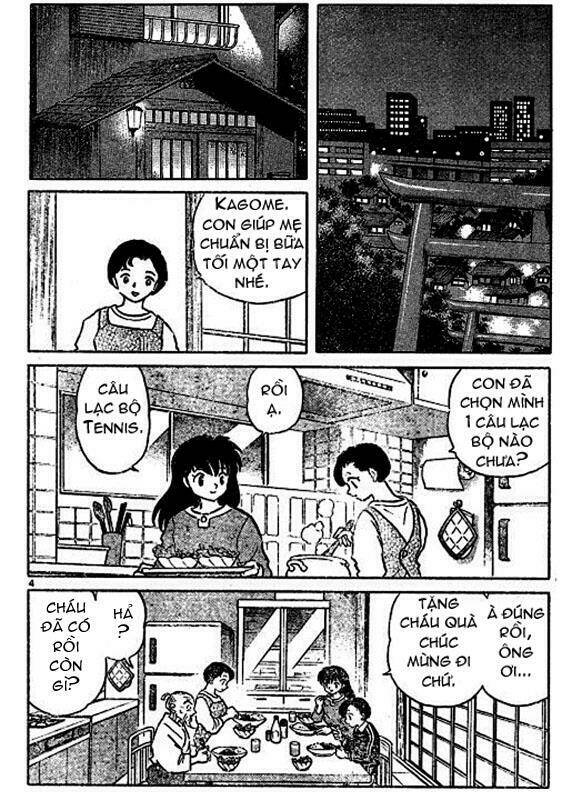 KAGOME,
CON GIÚP MẸ
CHUẨN BỊ BỮA
TỐI MỘT TAY
NHÉ.
CON ĐÃ
CHỌN MÌNH
1 CÂU LẠC
BỘ NÀO
CHƯA?
RỒI
Ạ.
CÂU
LẠC BỘ
TENNIS.
4
À ĐÚNG
RỒI,
ÔNG
ƠI...
TẶNG
CHÁU QUÀ
CHÚC
MỪNG ĐI
CHỨ.
HẢ
?
CHÁU
ĐÃ CÓ
RỒI
CÒN
GÌ?